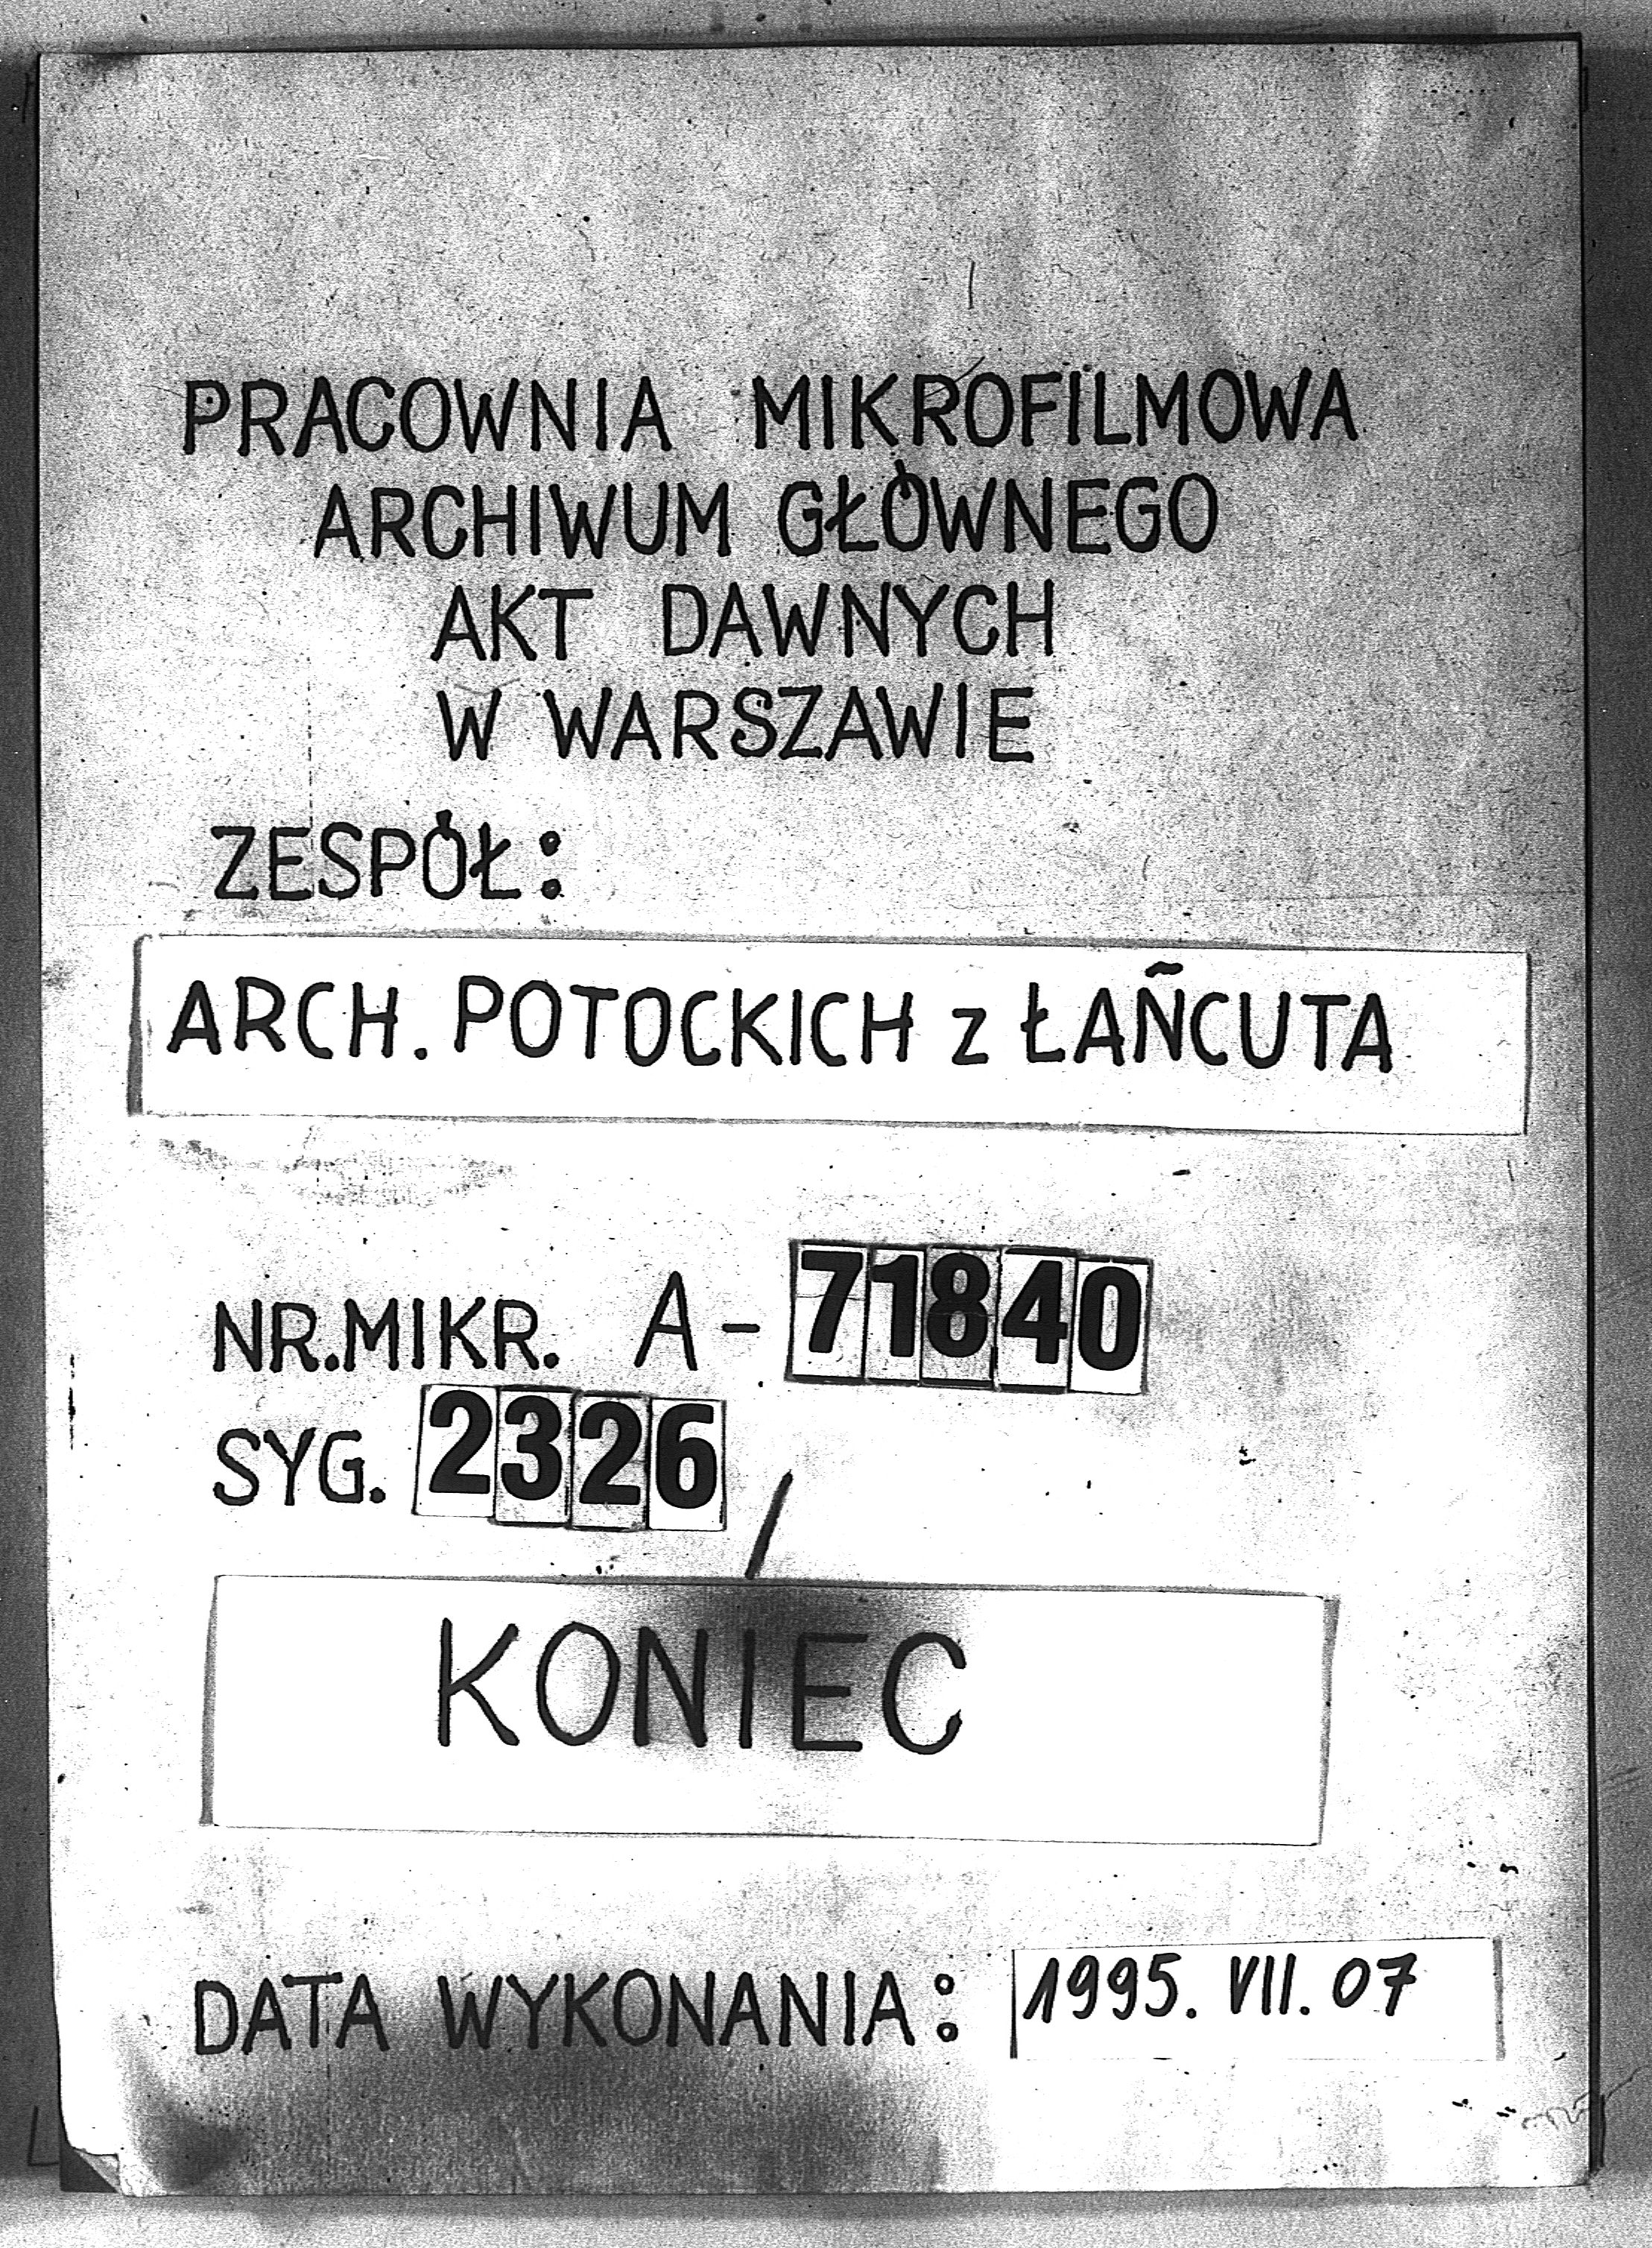 PRACOWNIA MIKROFILMOWA
ARCHIWUM GŁÓWNEGO
AKT DAWNYCH
W WARSZAWIE
ZESPÓŁ:
ARCH. POTOCKICH z ŁAŃCUTA
NR.MIKR. A-71840
SYG. 2326/
KONIEC
DATA WYKONANIA: 1995. VII. 07